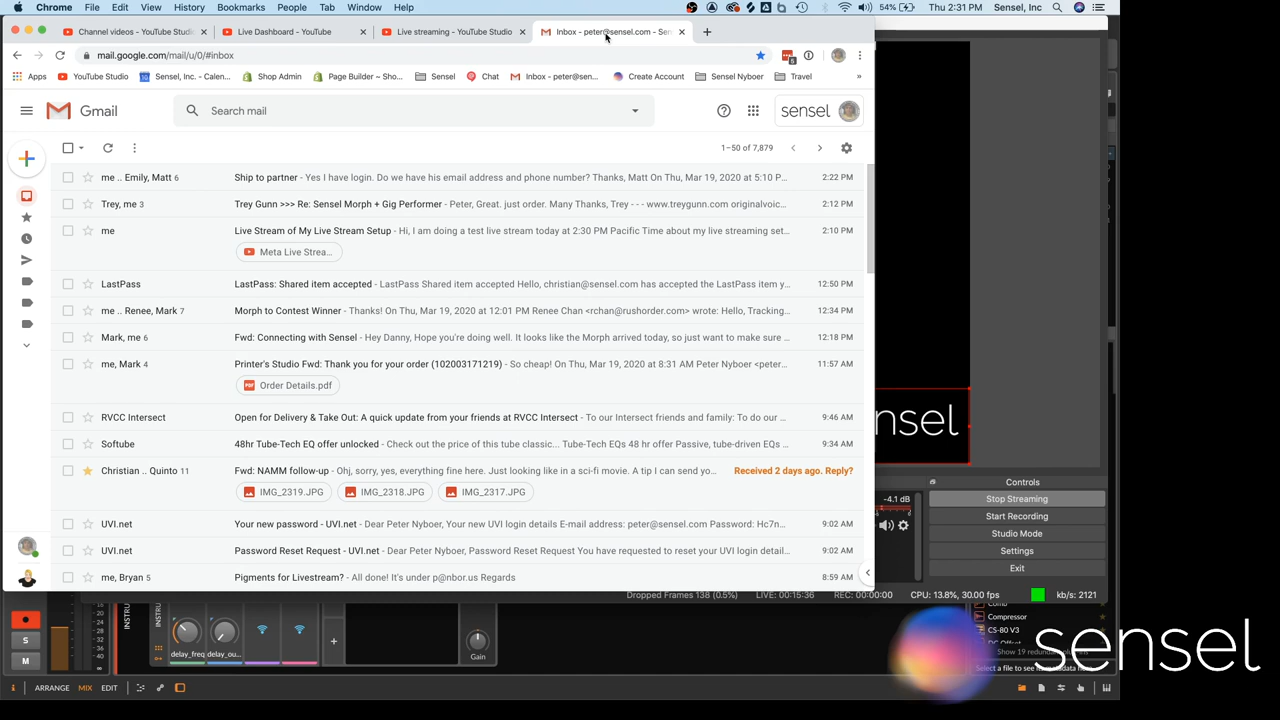 Chrome File Edit View History Bookmarks People Tab Window Help 54% Thu 2:31 PM Sensel, Inc
Channel videos - YouTube Studi Live Dashboard - YouTube Live streaming - YouTube Studio Inbox - peter@sensel.com - Sen
mail.google.com/mail/u/0/#inbox
Apps YouTube Studio Sensel, Inc. - Calen... Shop Admin Page Builder ~ Sho... Sensel Chat Inbox - peter@sen... Create Account Sensel Nyboer Travel »
Gmail Search mail sensel
1–50 of 7,879
me .. Emily, Matt 6 Ship to partner - Yes I have login. Do we have his email address and phone number? Thanks, Matt On Thu, Mar 19, 2020 at 5:10 P... 2:22 PM
Trey, me 3 Trey Gunn >>> Re: Sensel Morph + Gig Performer - Peter, Great. just order. Many Thanks, Trey - - - www.treygunn.com originalvoic... 2:12 PM
me Live Stream of My Live Stream Setup - Hi, I am doing a test live stream today at 2:30 PM Pacific Time about my live streaming set... 2:10 PM
Meta Live Strea...
LastPass LastPass: Shared item accepted - LastPass Shared item accepted Hello, christian@sensel.com has accepted the LastPass item y... 12:50 PM
me .. Renee, Mark 7 Morph to Contest Winner - Thanks! On Thu, Mar 19, 2020 at 12:01 PM Renee Chan <rchan@rushorder.com> wrote: Hello, Tracking... 12:34 PM
Mark, me 6 Fwd: Connecting with Sensel - Hey Danny, Hope you're doing well. It looks like the Morph arrived today, so just want to make sure ... 12:18 PM
me, Mark 4 Printer's Studio Fwd: Thank you for your order (102003171219) - So cheap! On Thu, Mar 19, 2020 at 8:31 AM Peter Nyboer <peter... 11:57 AM
PDF Order Details.pdf
RVCC Intersect Open for Delivery & Take Out: A quick update from your friends at RVCC Intersect - To our Intersect friends and family: To do our ... 9:46 AM
nsel
Softube 48hr Tube-Tech EQ offer unlocked - Check out the price of this tube classic... Tube-Tech EQs 48 hr offer Passive, tube-driven EQs ... 9:34 AM
Christian .. Quinto 11 Fwd: NAMM follow-up - Ohj, sorry, yes, everything fine here. Just looking like in a sci-fi movie. A tip I can send yo... Received 2 days ago. Reply?
IMG_2319.JPG IMG_2318.JPG IMG_2317.JPG
Controls
-4.1 dB Stop Streaming
Start Recording
UVI.net Your new password - UVI.net - Dear Peter Nyboer, Your new UVI login details E-mail address: peter@sensel.com Password: Hc7n... 9:02 AM
Studio Mode
UVI.net Password Reset Request - UVI.net - Dear Peter Nyboer, Password Reset Request You have requested to reset your UVI login detail... 9:02 AM
Settings
Exit
me, Bryan 5 Pigments for Livestream? - All done! It's under p@nbor.us Regards 8:59 AM
Dropped Frames 138 (0.5%) LIVE: 00:15:36 REC: 00:00:00 CPU: 13.8%, 30.00 fps kb/s: 2121
Compressor
CS-80 V3
Show 19 redundant
S
M
delay_freq delay_ou... Gain
sensel
i ARRANGE MIX EDIT